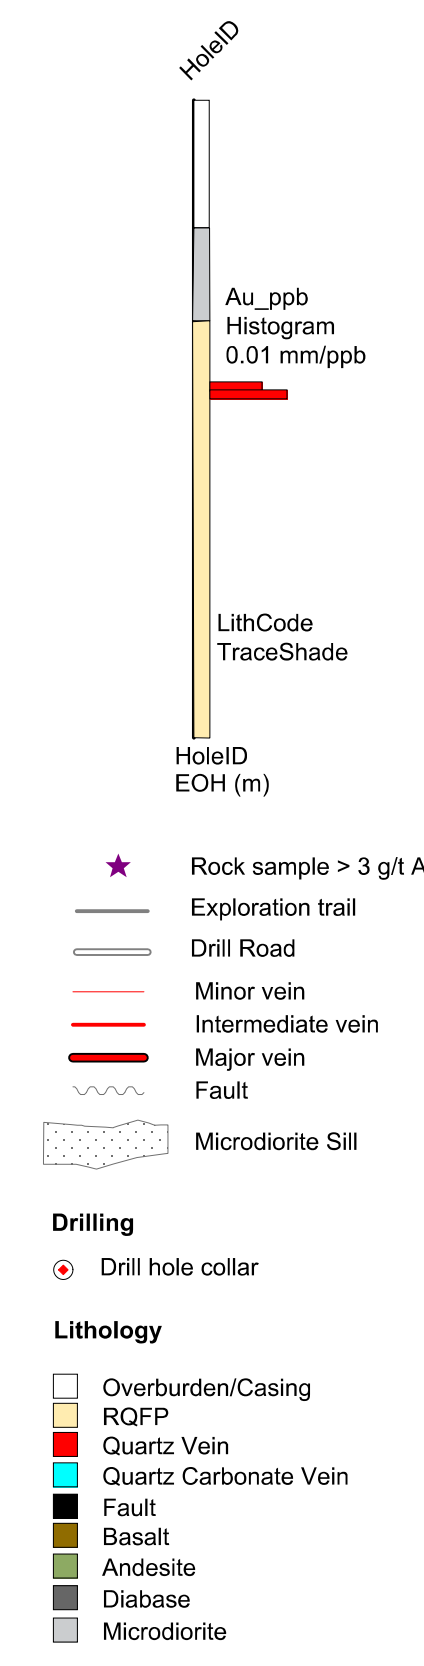 HoleID
Au_ppb
Histogram
0.01 mm/ppb
LithCode
TraceShade
HoleID
EOH (m)
Rock sample > 3 g/t A
Exploration trail
Drill Road
Minor vein
Intermediate vein
Major vein
Fault
Microdiorite Sill
Drilling
Drill hole collar
Lithology
Overburden/Casing
RQFP
Quartz Vein
Quartz Carbonate Vein
Fault
Basalt
Andesite
Diabase
Microdiorite